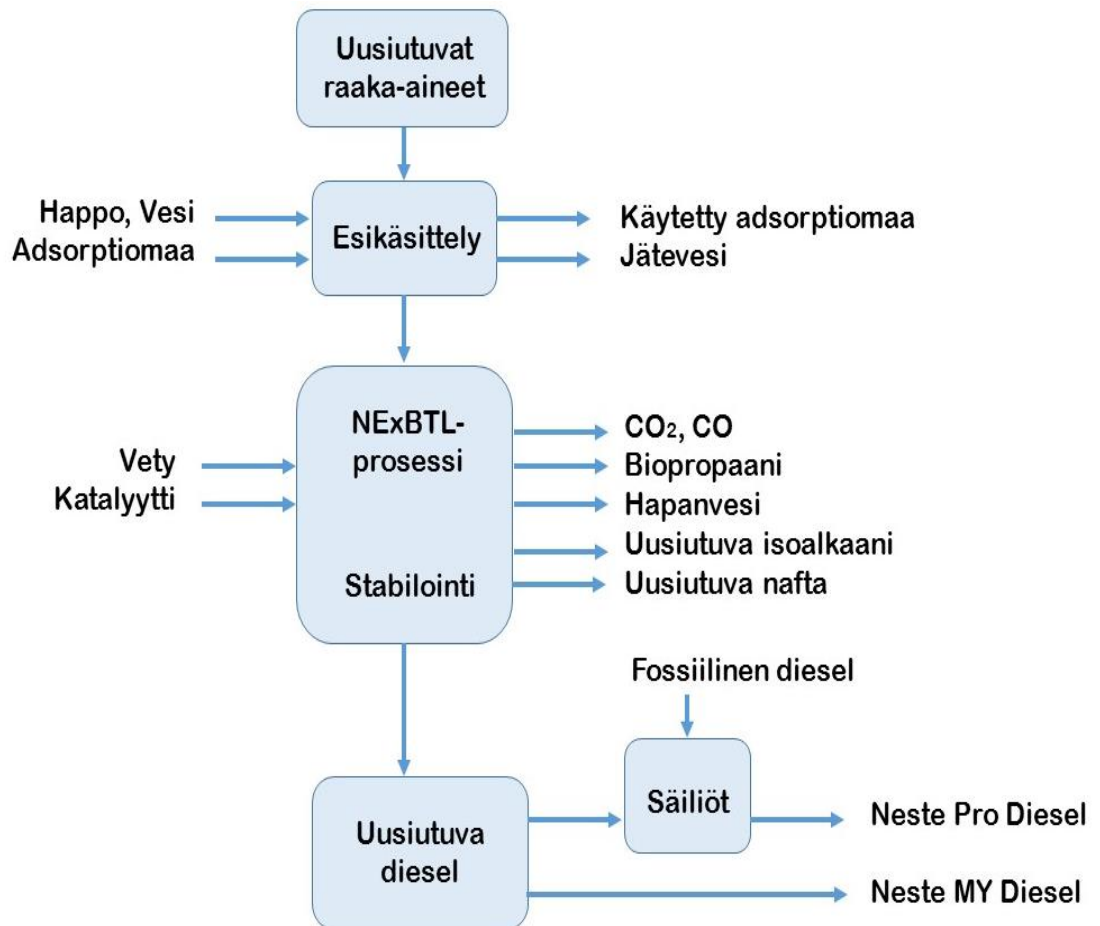 Uusiutuvat
raaka-aineet
Happo, Vesi
Adsorptiomaa
Esikäsittely
Käytetty adsorptiomaa
Jätevesi
Vety
Katalyytti
NExBTL-
prosessi
Stabilointi
CO₂, CO
Biopropaani
Hapanvesi
Uusiutuva isoalkaani
Uusiutuva nafta
Fossiilinen diesel
Säiliöt
Uusiutuva
diesel
Neste Pro Diesel
Neste MY Diesel